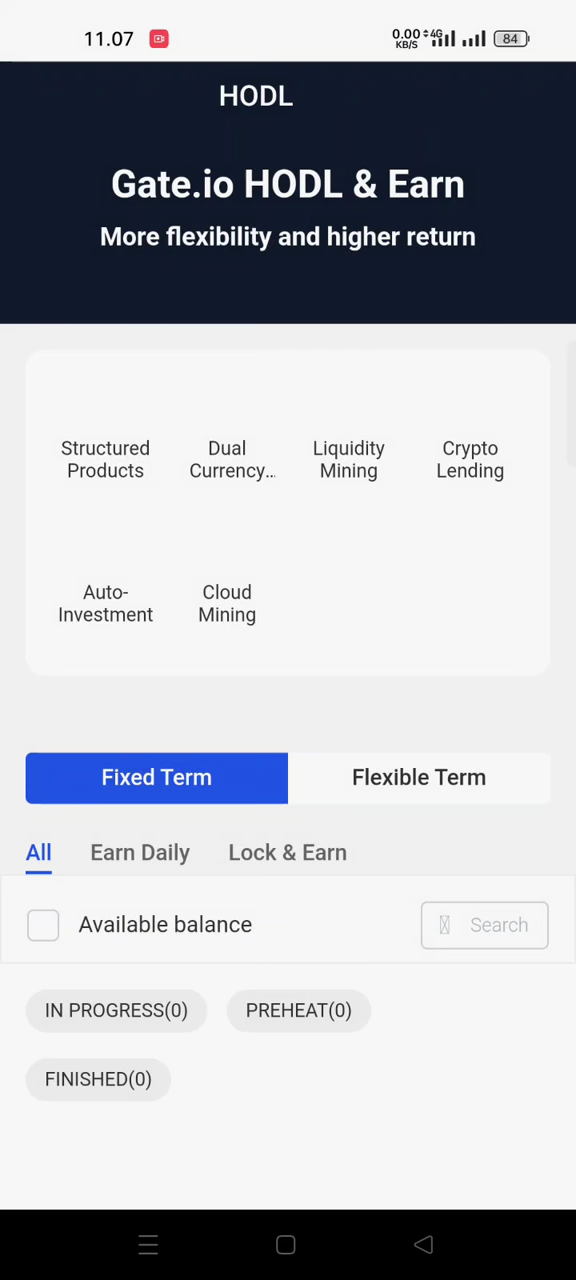 11.07
0.00 KB/S 4G 84
HODL
Gate.io HODL & Earn
More flexibility and higher return
Structured Products
Dual Currency...
Liquidity Mining
Crypto Lending
Auto-Investment
Cloud Mining
Fixed Term
Flexible Term
All
Earn Daily
Lock & Earn
Available balance
Search
IN PROGRESS(0)
PREHEAT(0)
FINISHED(0)